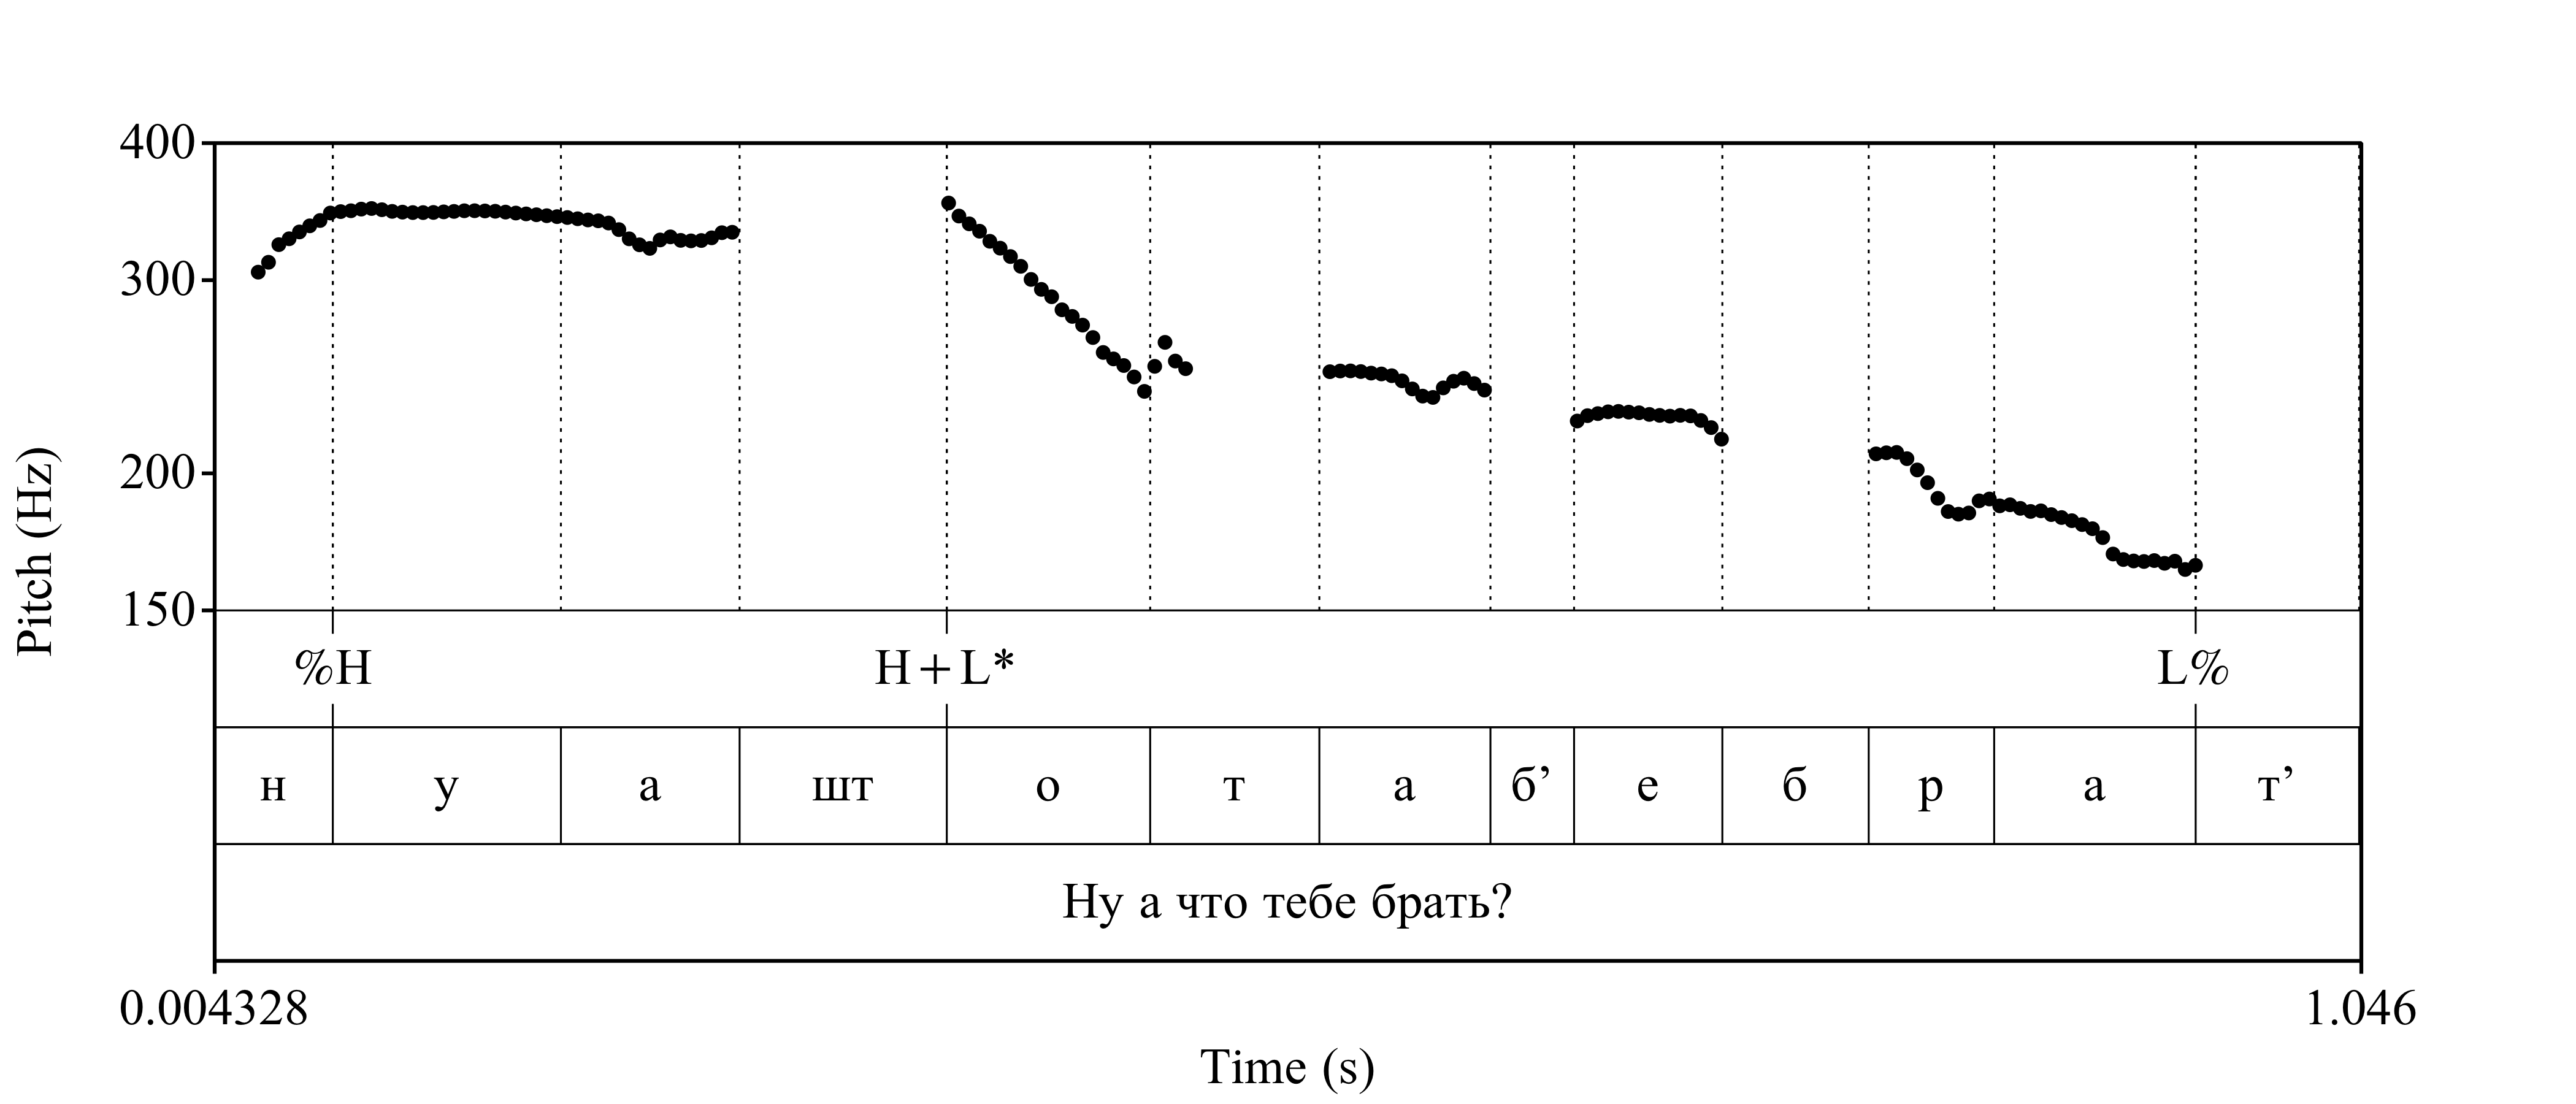 400
300
200
150
Pitch (Hz)
%H H+L* L%
н у а шт о т а б’ е б р а т’
Ну а что тебе брать?
0.004328 1.046
Time (s)